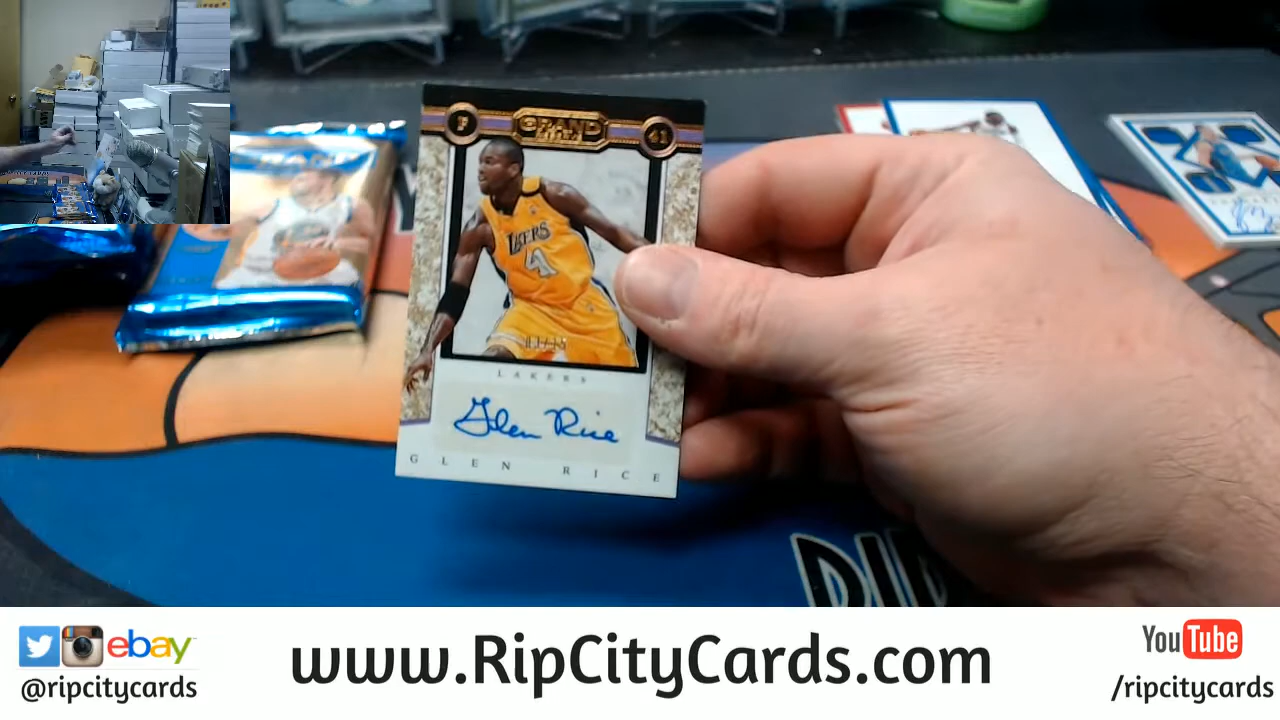 F
GRAND
41
LAKERS
4
LAKERS
Glen Rice
GLEN RICE
ebay
@ripcitycards
www.RipCityCards.com
YouTube
/ripcitycards